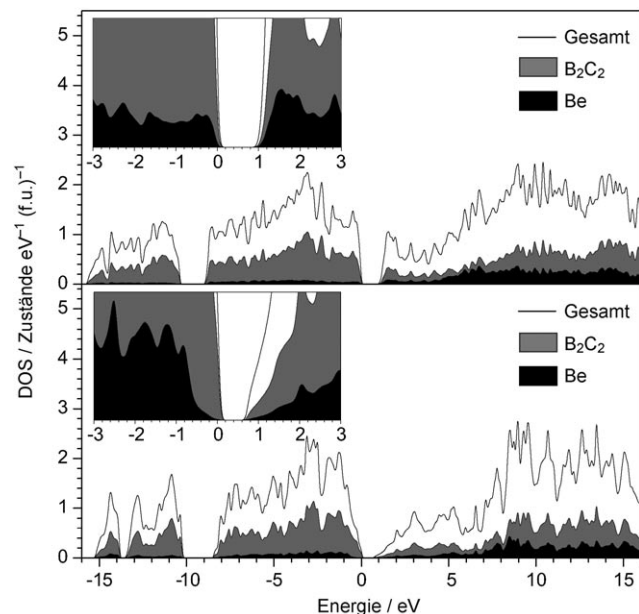 DOS / Zustände eV⁻¹ (f.u.)⁻¹
5
4
3
2
1
0
-3 -2 -1 0 1 2 3
Gesamt
B₂C₂
Be
5
4
3
2
1
0
-3 -2 -1 0 1 2 3
Gesamt
B₂C₂
Be
-15 -10 -5 0 5 10 15
Energie / eV